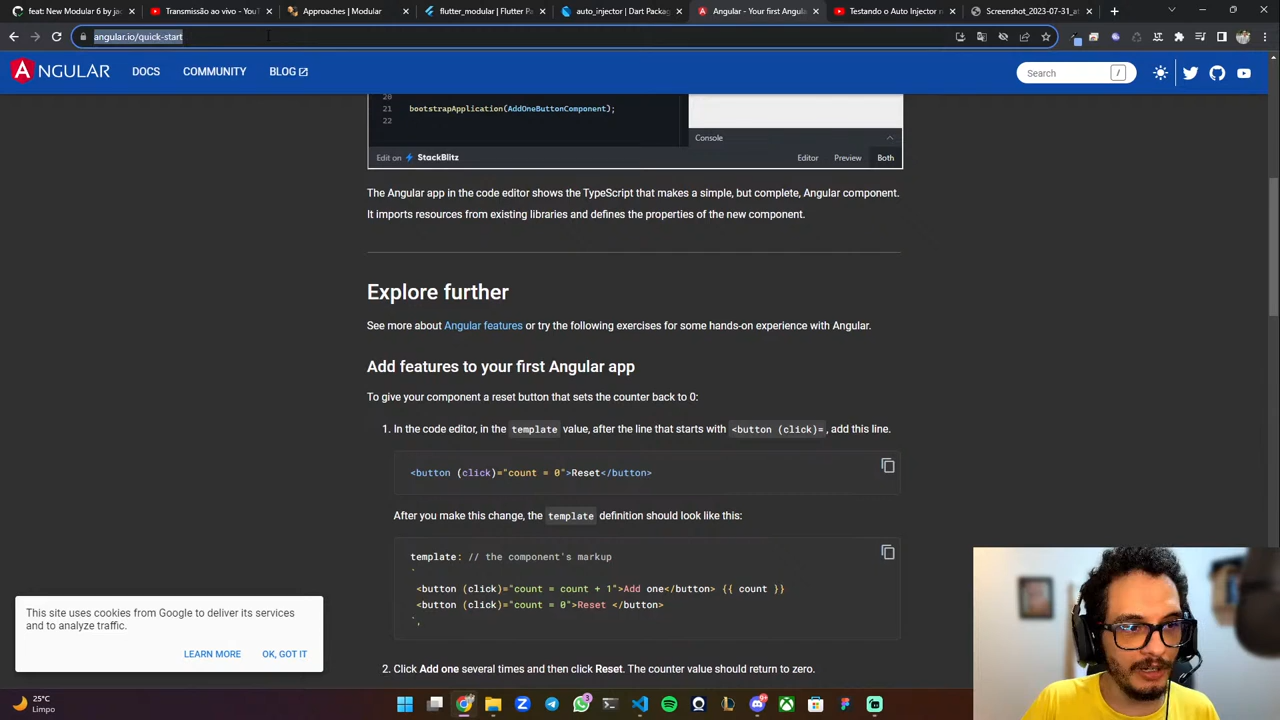 feat: New Modular 6 by jac
Transmissão ao vivo - YouT
Approaches | Modular
flutter_modular | Flutter Pa
auto_injector | Dart Packag
Angular - Your first Angula
Testando o Auto Injector n
Screenshot_2023-07-31_at
angular.io/quick-start
ANGULAR
DOCS
COMMUNITY
BLOG
Search
/
20
21
bootstrapApplication(AddOneButtonComponent);
22
Console
Edit on StackBlitz
Editor
Preview
Both
The Angular app in the code editor shows the TypeScript that makes a simple, but complete, Angular component.
It imports resources from existing libraries and defines the properties of the new component.
Explore further
See more about Angular features or try the following exercises for some hands-on experience with Angular.
Add features to your first Angular app
To give your component a reset button that sets the counter back to 0:
1. In the code editor, in the template value, after the line that starts with <button (click)=, add this line.
<button (click)="count = 0">Reset</button>
After you make this change, the template definition should look like this:
template: // the component's markup
`
<button (click)="count = count + 1">Add one</button> {{ count }}
<button (click)="count = 0">Reset </button>
`,
2. Click Add one several times and then click Reset. The counter value should return to zero.
This site uses cookies from Google to deliver its services
and to analyze traffic.
LEARN MORE
OK, GOT IT
25°C
Limpo